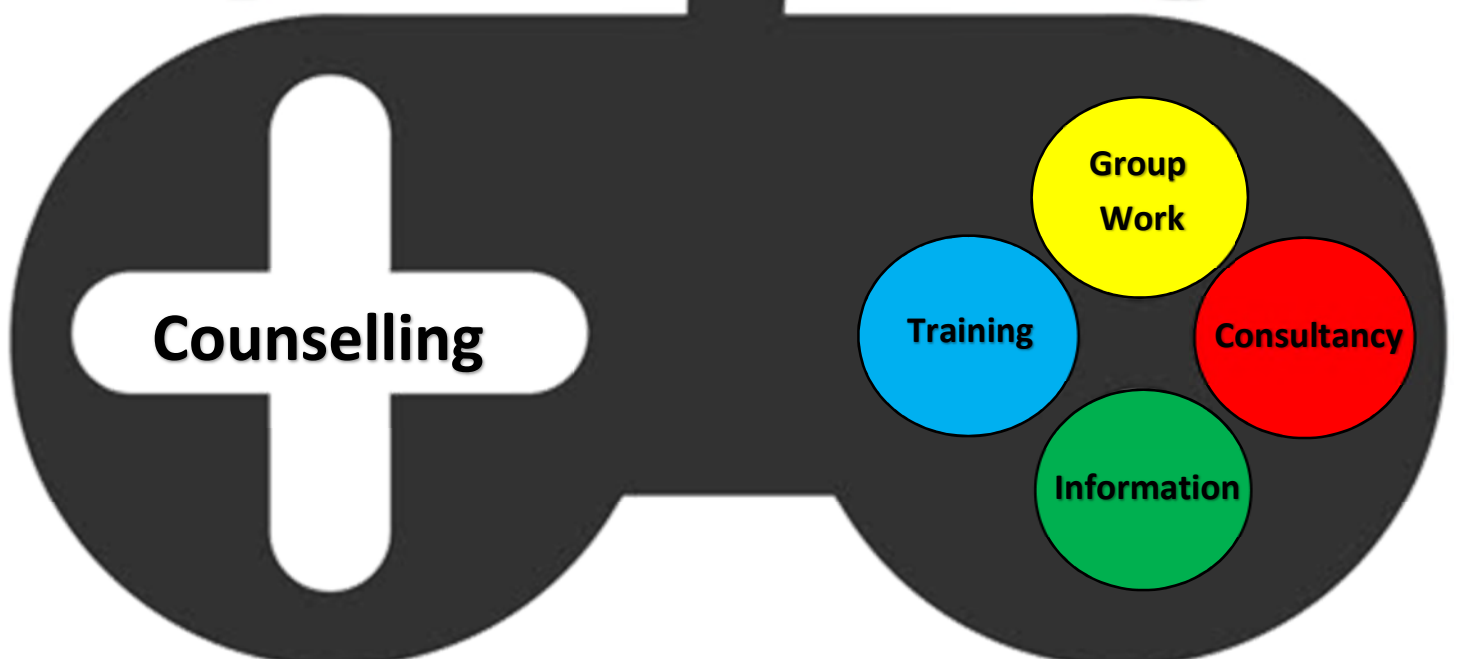 Counselling
Group
Work
Training
Consultancy
Information